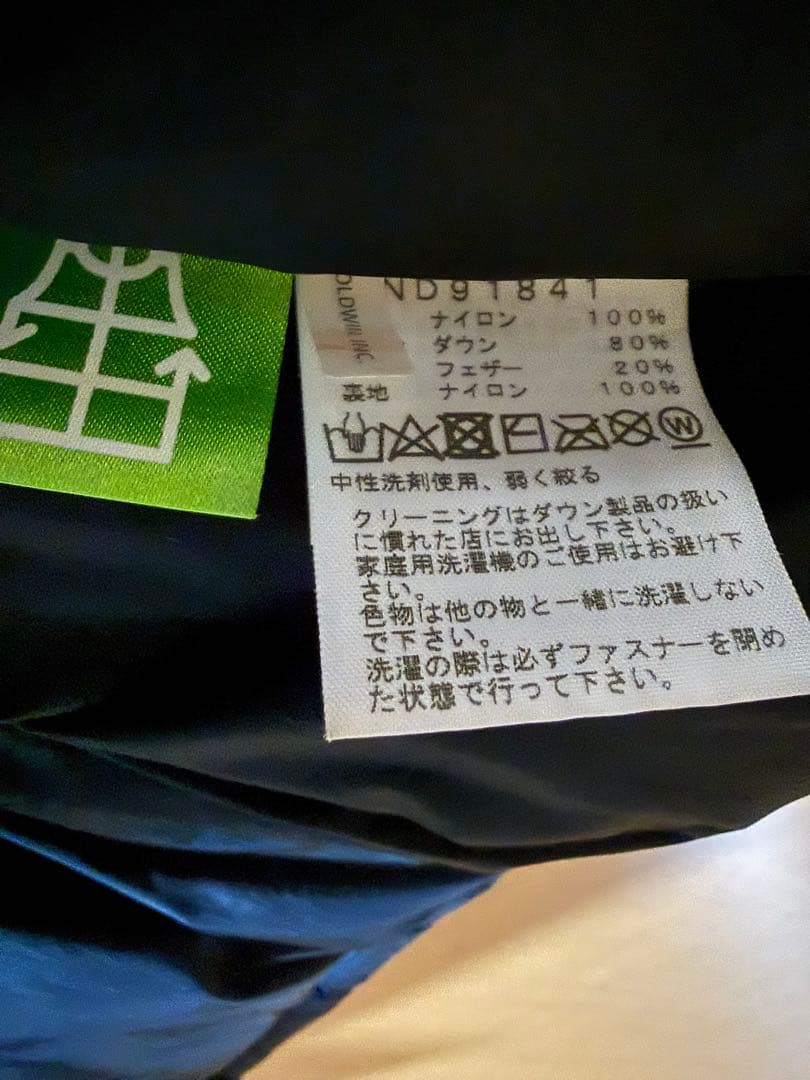 OLDWIN INC.
ND91841
ナイロン 100%
ダウン 80%
フェザー 20%
裏地 ナイロン 100%
W
中性洗剤使用、弱く絞る
クリーニングはダウン製品の扱い
に慣れた店にお出し下さい。
家庭用洗濯機のご使用はお避け下
さい。
色物は他の物と一緒に洗濯しない
で下さい。
洗濯の際は必ずファスナーを閉め
た状態で行って下さい。